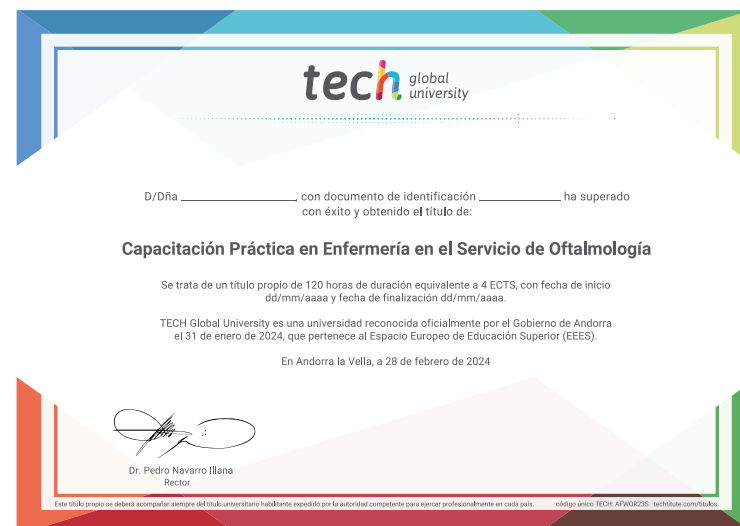 tech global university
D/Dña ____________, con documento de identificación ____________ ha superado
con éxito y obtenido el título de:
Capacitación Práctica en Enfermería en el Servicio de Oftalmología
Se trata de un título propio de 120 horas de duración equivalente a 4 ECTS, con fecha de inicio
dd/mm/aaaa y fecha de finalización dd/mm/aaaa.
TECH Global University es una universidad reconocida oficialmente por el Gobierno de Andorra
el 31 de enero de 2024, que pertenece al Espacio Europeo de Educación Superior (EEES).
En Andorra la Vella, a 28 de febrero de 2024
Dr. Pedro Navarro Illana
Rector
Este título propio se deberá acompañar siempre del título universitario habilitante expedido por la autoridad competente para ejercer profesionalmente en cada país. código único TECH: AFWOR23S techtitute.com/titulos